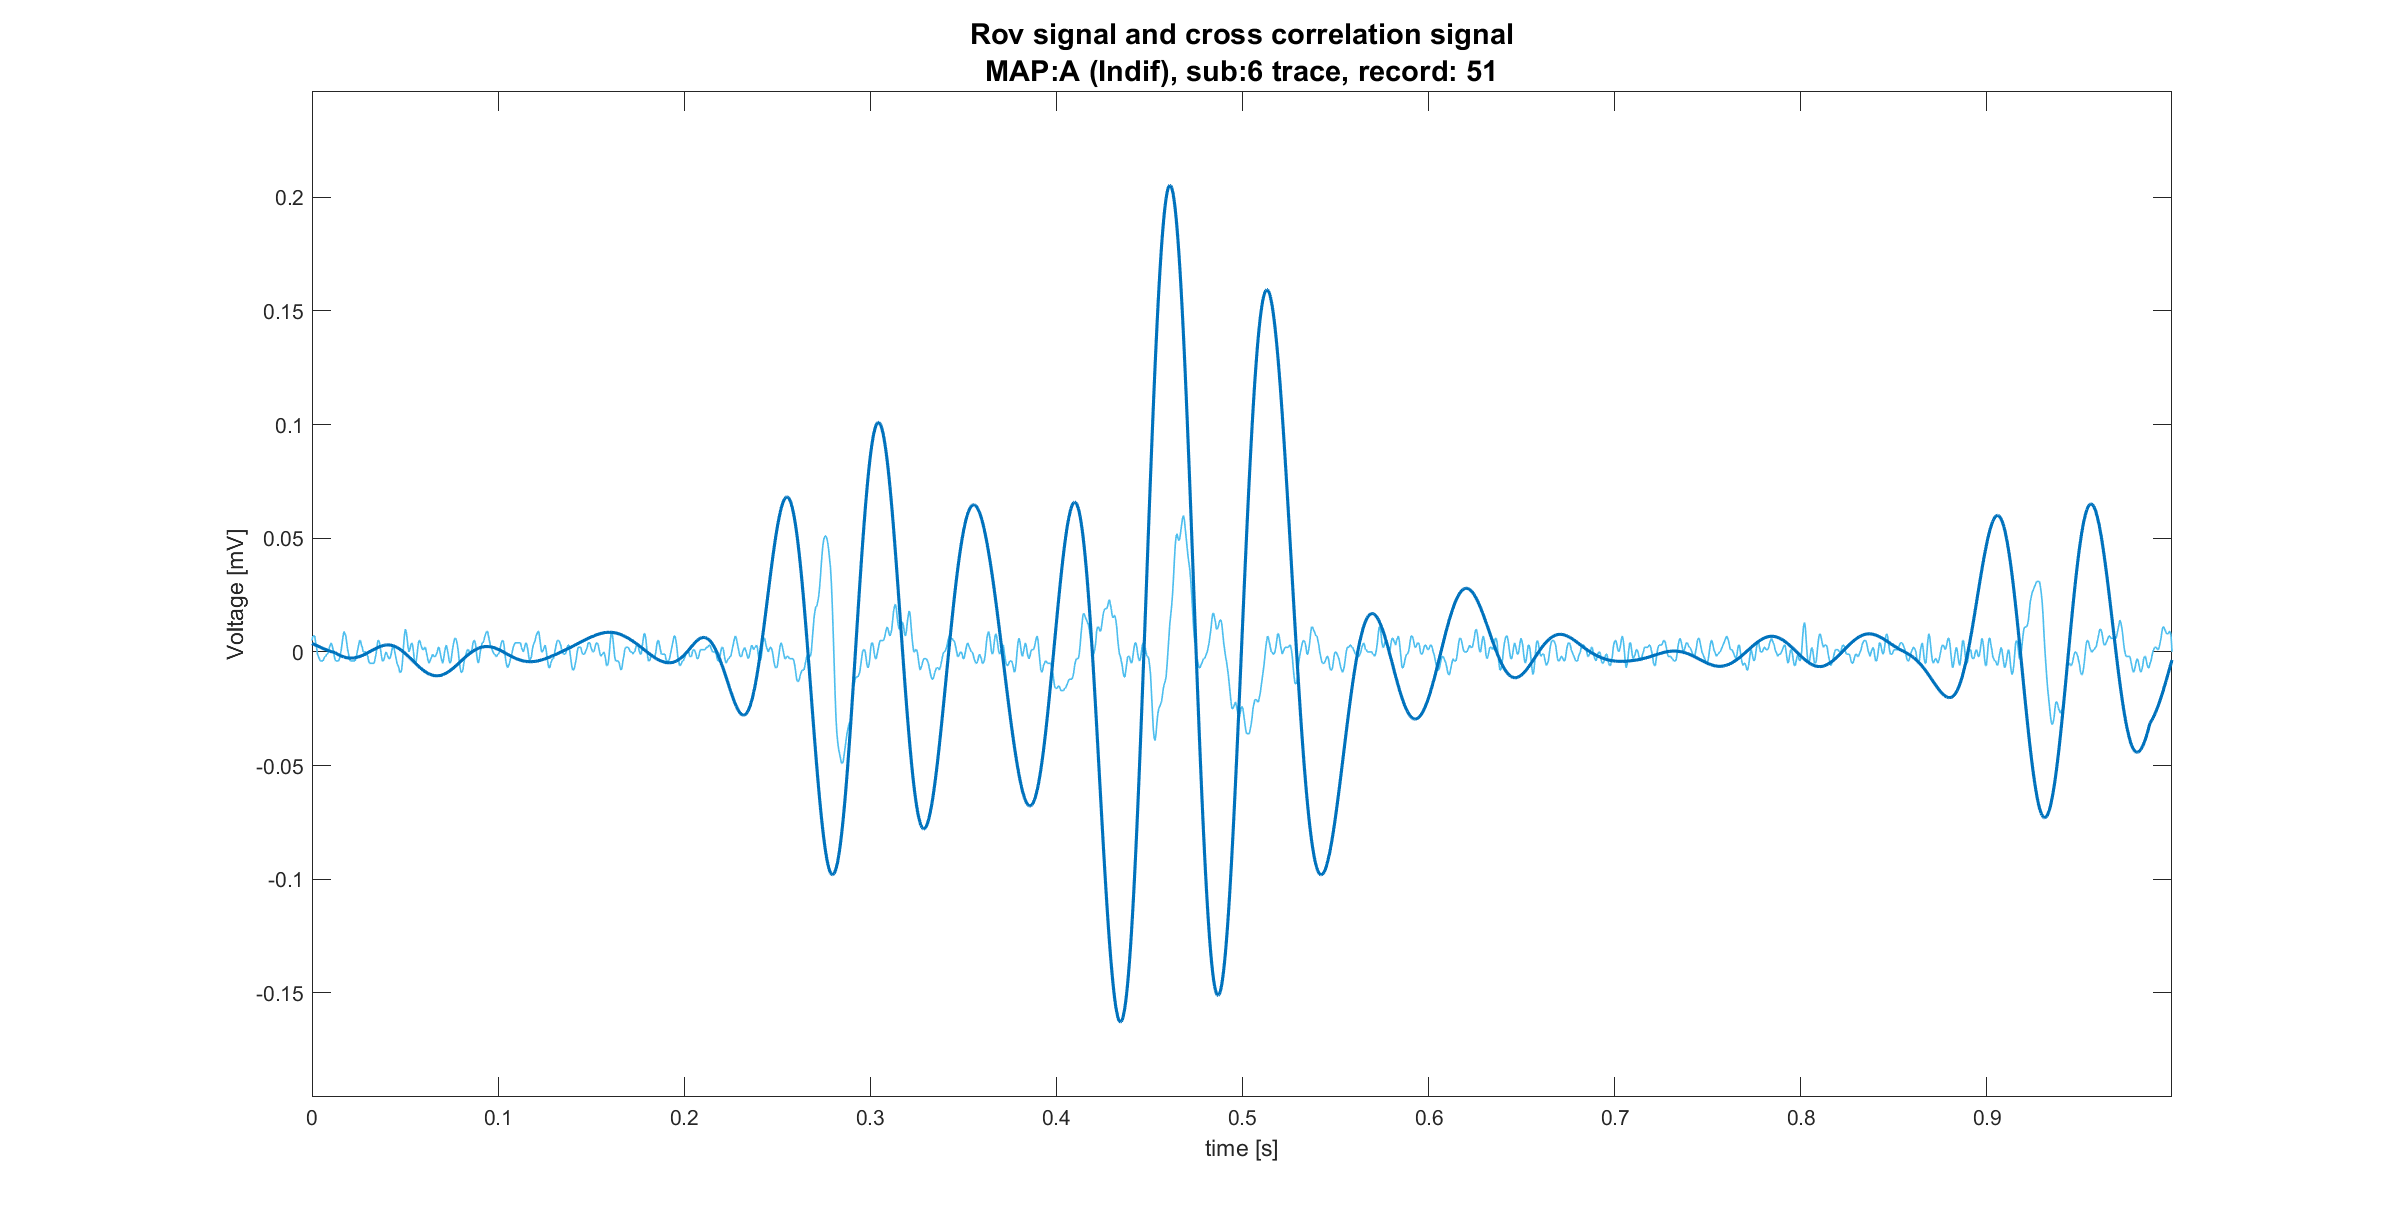 Rov signal and cross correlation signal
MAP:A (Indif), sub:6 trace, record: 51
0.2
0.15
0.1
0.05
0
-0.05
-0.1
-0.15
Voltage [mV]
0 0.1 0.2 0.3 0.4 0.5 0.6 0.7 0.8 0.9
time [s]